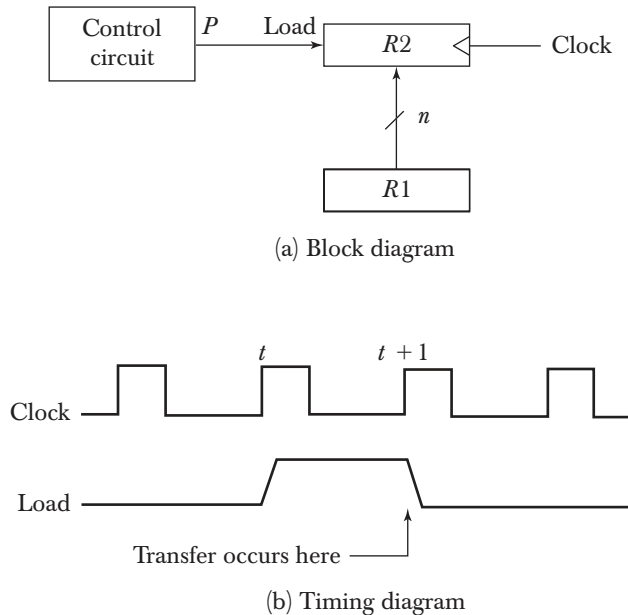 Control
circuit
P
Load
R2
Clock
n
R1
(a) Block diagram
t
t + 1
Clock
Load
Transfer occurs here
(b) Timing diagram